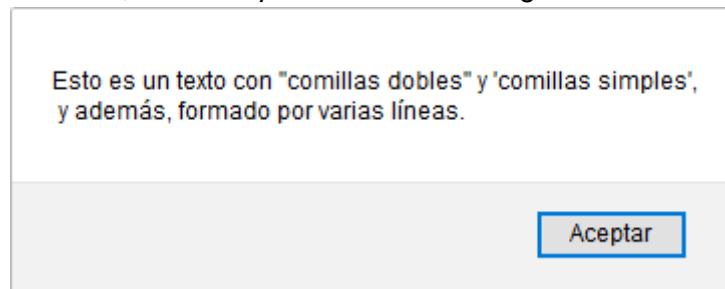 Esto es un texto con "comillas dobles" y 'comillas simples',
y además, formado por varias líneas.
Aceptar